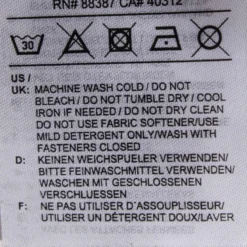 RN# 88387 CA# 40312
30
US /
UK: MACHINE WASH COLD / DO NOT
BLEACH / DO NOT TUMBLE DRY / COOL
IRON IF NEEDED / DO NOT DRY CLEAN
DO NOT USE FABRIC SOFTENER/USE
MILD DETERGENT ONLY/WASH WITH
FASTENERS CLOSED
D: KEINEN WEICHSPUELER VERWENDEN/
BITTE FEINWASCHMITTEL VERWENDEN/
WASCHEN MIT GESCHLOSSENEN
VERSCHLUESSEN
F: NE PAS UTILISER D'ASSOUPLISSEUR/
UTILISER UN DÉTERGENT DOUX/LAVER